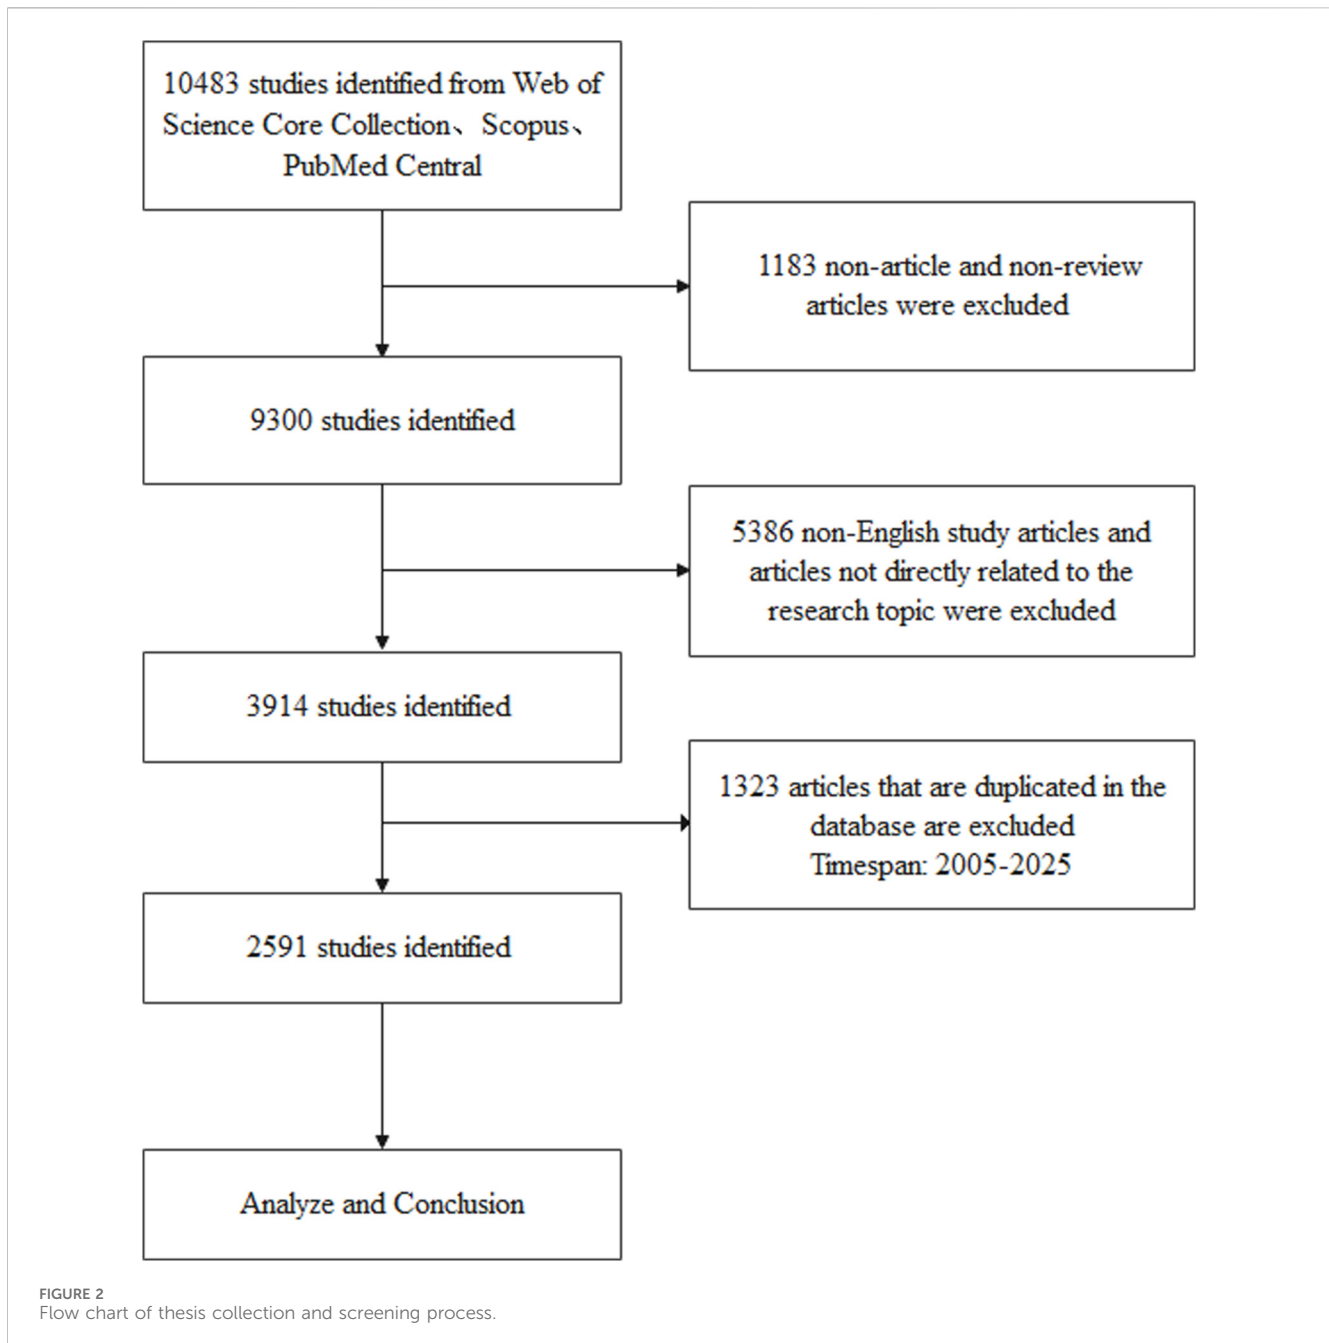 10483 studies identified from Web of
Science Core Collection、Scopus、
PubMed Central
1183 non-article and non-review
articles were excluded
9300 studies identified
5386 non-English study articles and
articles not directly related to the
research topic were excluded
3914 studies identified
1323 articles that are duplicated in the
database are excluded
Timespan: 2005-2025
2591 studies identified
Analyze and Conclusion
FIGURE 2
Flow chart of thesis collection and screening process.